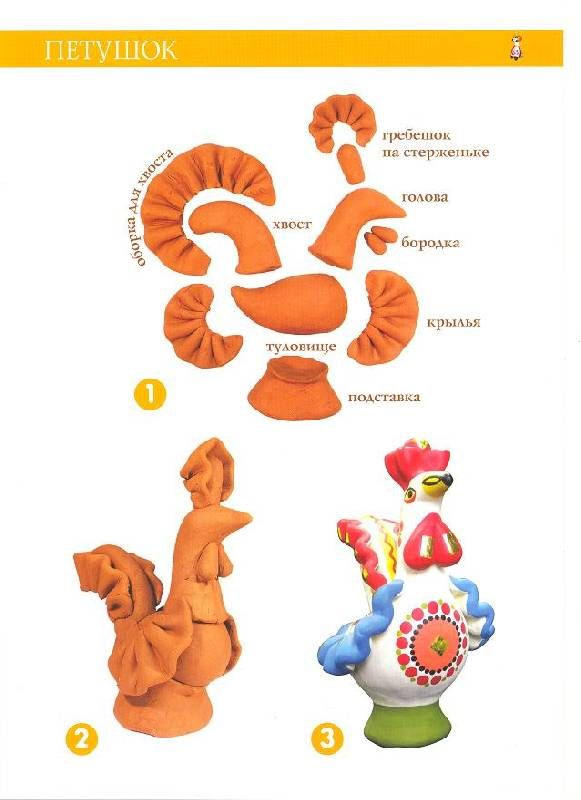 ПЕТУШОК
гребешок
на стерженьке
оборка для хвоста
голова
хвост
бородка
крылья
туловище
подставка
1
2
3